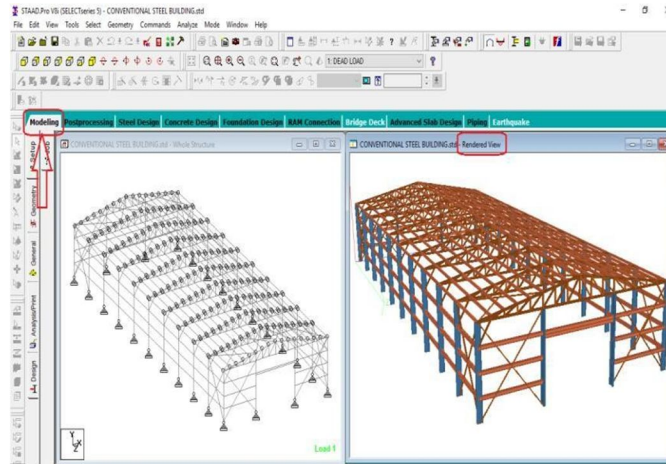 STAAD.Pro V8i (SELECTseries 5) - CONVENTIONAL STEEL BUILDING.std
File Edit View Tools Select Geometry Commands Analyze Mode Window Help
1: DEAD LOAD
Modeling Postprocessing Steel Design Concrete Design Foundation Design RAM Connection Bridge Deck Advanced Slab Design Piping Earthquake
CONVENTIONAL STEEL BUILDING.std - Whole Structure
CONVENTIONAL STEEL BUILDING.std - Rendered View
Setup
Geometry
General
Analysis/Print
Design
Y
X
Z
Load 1